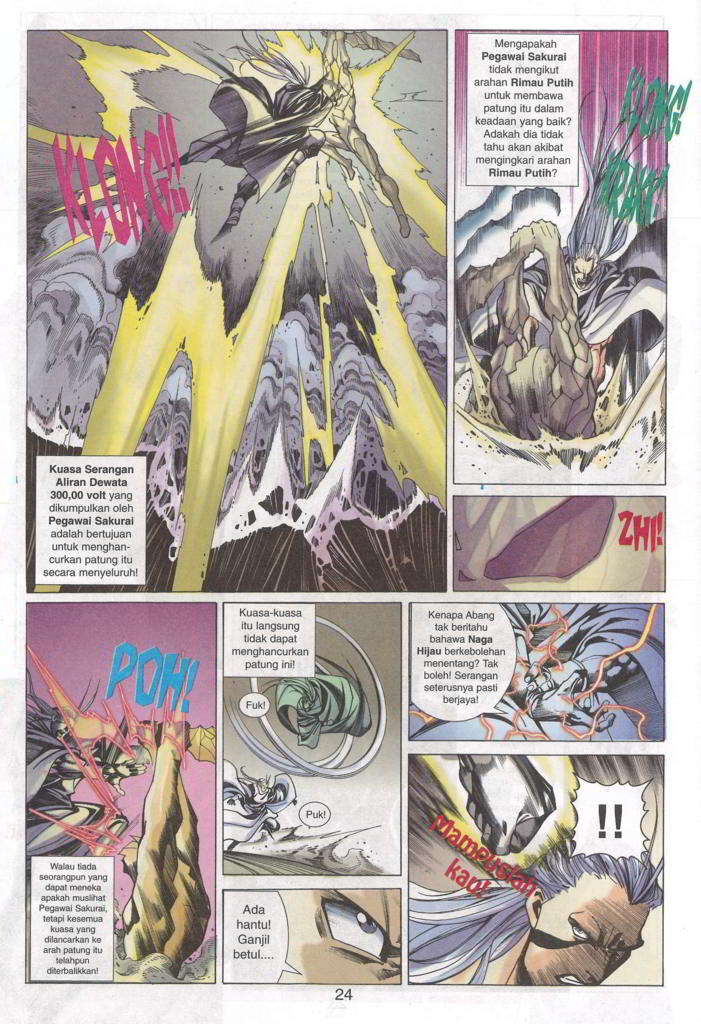 KLONG!!
Kuasa Serangan
Aliran Dewata
300,00 volt yang
dikumpulkan oleh
Pegawai Sakurai
adalah bertujuan
untuk menghan-
curkan patung itu
secara menyeluruh!
Mengapakah
Pegawai Sakurai
tidak mengikut
arahan Rimau Putih
untuk membawa
patung itu dalam
keadaan yang baik?
Adakah dia tidak
tahu akan akibat
mengingkari arahan
Rimau Putih?
KLONG!
KRAK!
ZHI!
POH!
Walau tiada
seorangpun yang
dapat meneka
apakah muslihat
Pegawai Sakurai,
tetapi kesemua
kuasa yang
dilancarkan ke
arah patung itu
telahpun
diterbalikkan!
Kuasa-kuasa
itu langsung
tidak dapat
menghancurkan
patung ini!
Fuk!
Puk!
Ada
hantu!
Ganjil
betul....
Kenapa Abang
tak beritahu
bahawa Naga
Hijau berkebolehan
menentang? Tak
boleh! Serangan
seterusnya pasti
berjaya!
!!
Mampuslah
kau!
24